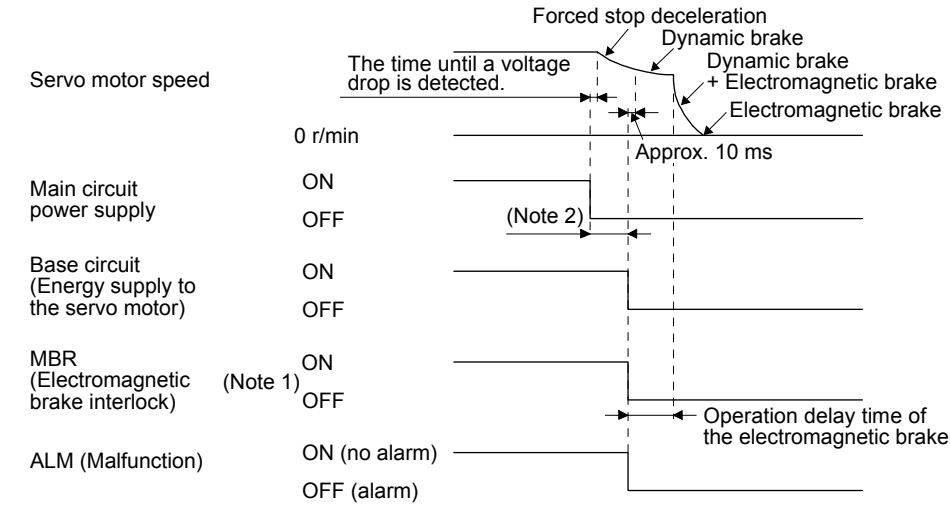 Forced stop deceleration
Dynamic brake
The time until a voltage
drop is detected.
Dynamic brake
+ Electromagnetic brake
Servo motor speed
Electromagnetic brake
0 r/min
Approx. 10 ms
Main circuit
power supply
ON
OFF
(Note 2)
Base circuit
(Energy supply to
the servo motor)
ON
OFF
MBR
(Electromagnetic
brake interlock)
(Note 1)
ON
OFF
Operation delay time of
the electromagnetic brake
ALM (Malfunction)
ON (no alarm)
OFF (alarm)